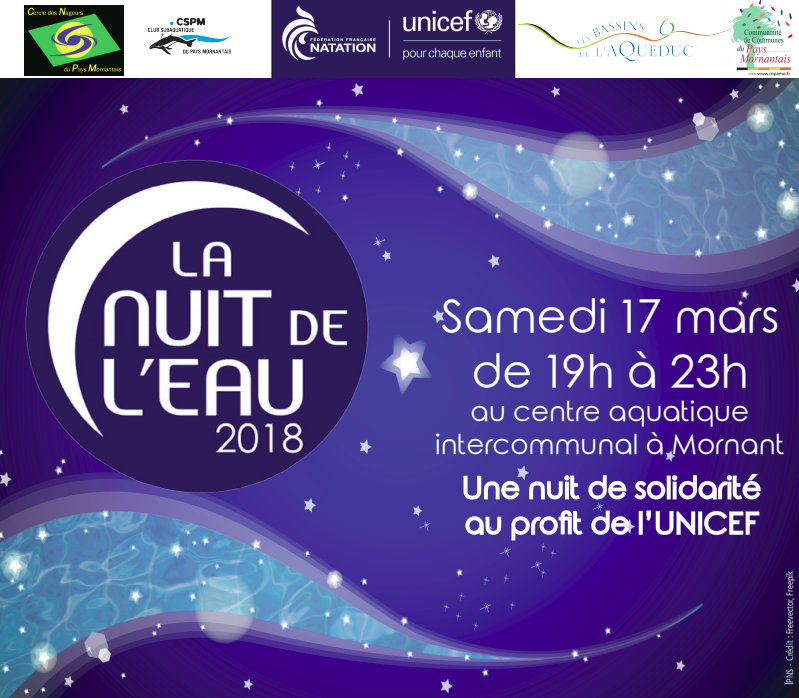 Cercle des Nageurs
du Pays Mornantais
CSPM
CLUB SUBAQUATIQUE
DU PAYS MORNANTAIS
FÉDÉRATION FRANÇAISE
NATATION
unicef
pour chaque enfant
LES BASSINS
DE L'AQUEDUC
Communauté
de Communes
du Pays
Mornantais
www.copamo.fr
LA
NUIT DE
L'EAU
2018
Samedi 17 mars
de 19h à 23h
au centre aquatique
intercommunal à Mornant
Une nuit de solidarité
au profit de l'UNICEF
IPNS - Crédit : Freevector, Freepik